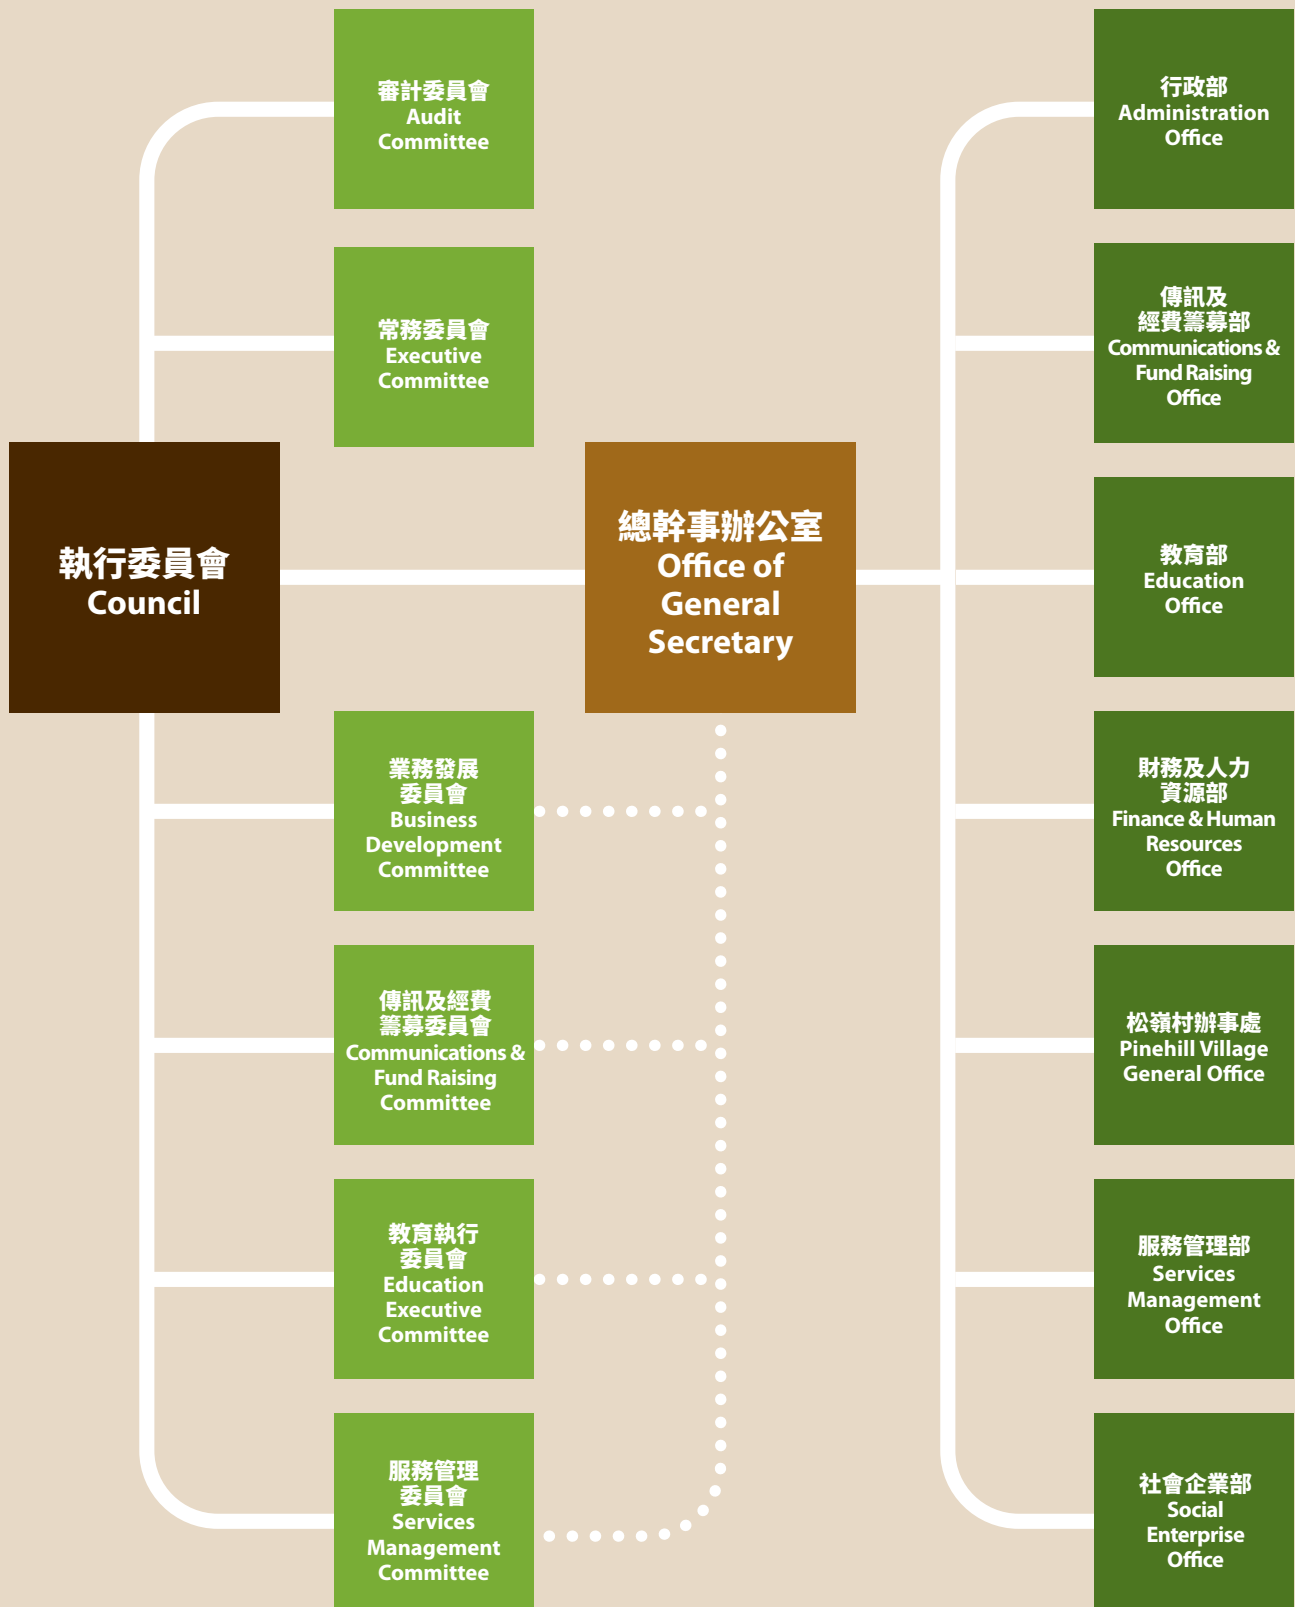 審計委員會
Audit
Committee
常務委員會
Executive
Committee
執行委員會
Council
業務發展
委員會
Business
Development
Committee
傳訊及經費
籌募委員會
Communications &
Fund Raising
Committee
教育執行
委員會
Education
Executive
Committee
服務管理
委員會
Services
Management
Committee
總幹事辦公室
Office of
General
Secretary
行政部
Administration
Office
傳訊及
經費籌募部
Communications &
Fund Raising
Office
教育部
Education
Office
財務及人力
資源部
Finance & Human
Resources
Office
松嶺村辦事處
Pinehill Village
General Office
服務管理部
Services
Management
Office
社會企業部
Social
Enterprise
Office